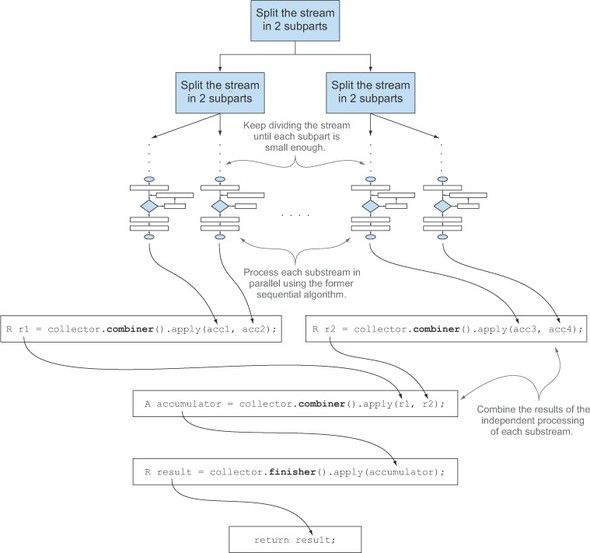 Split the stream
in 2 subparts
Split the stream
in 2 subparts
Split the stream
in 2 subparts
Keep dividing the stream
until each subpart is
small enough.
. . . .
Process each substream in
parallel using the former
sequential algorithm.
R r1 = collector.combiner().apply(acc1, acc2);
R r2 = collector.combiner().apply(acc3, acc4);
A accumulator = collector.combiner().apply(r1, r2);
Combine the results of the
independent processing
of each substream.
R result = collector.finisher().apply(accumulator);
return result;